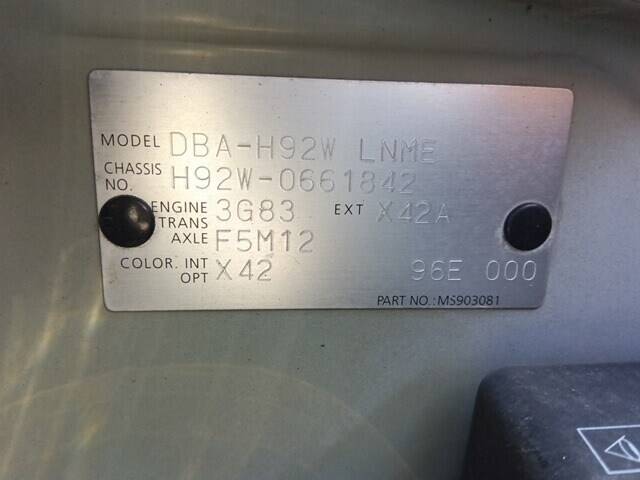 MODEL DBA-H92W LNME
CHASSIS NO. H92W-0661842
ENGINE 3G83 EXT X42A
TRANS AXLE F5M12
COLOR. INT OPT X42 96E 000
PART NO.: MS903081